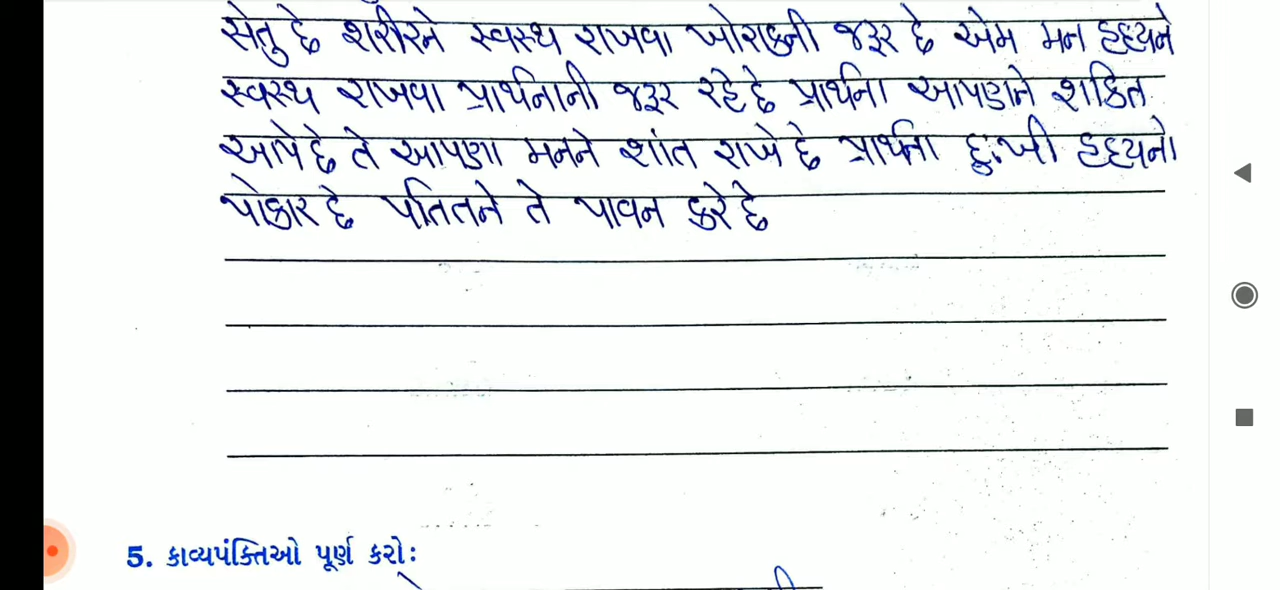 સેતુ છે શરીરને સ્વસ્થ રાખવા ખોરાકની જરૂર છે એમ મન હૃદયને
સ્વસ્થ રાખવા પ્રાર્થનાની જરૂર રહે છે પ્રાર્થના આપણને શકિત
આપે છે તે આપણા મનને શાંત રાખે છે પ્રાર્થના દુઃખી હૃદયનો
પોકાર છે પતિતને તે પાવન કરે છે
5. કાવ્યપંક્તિઓ પૂર્ણ કરો: